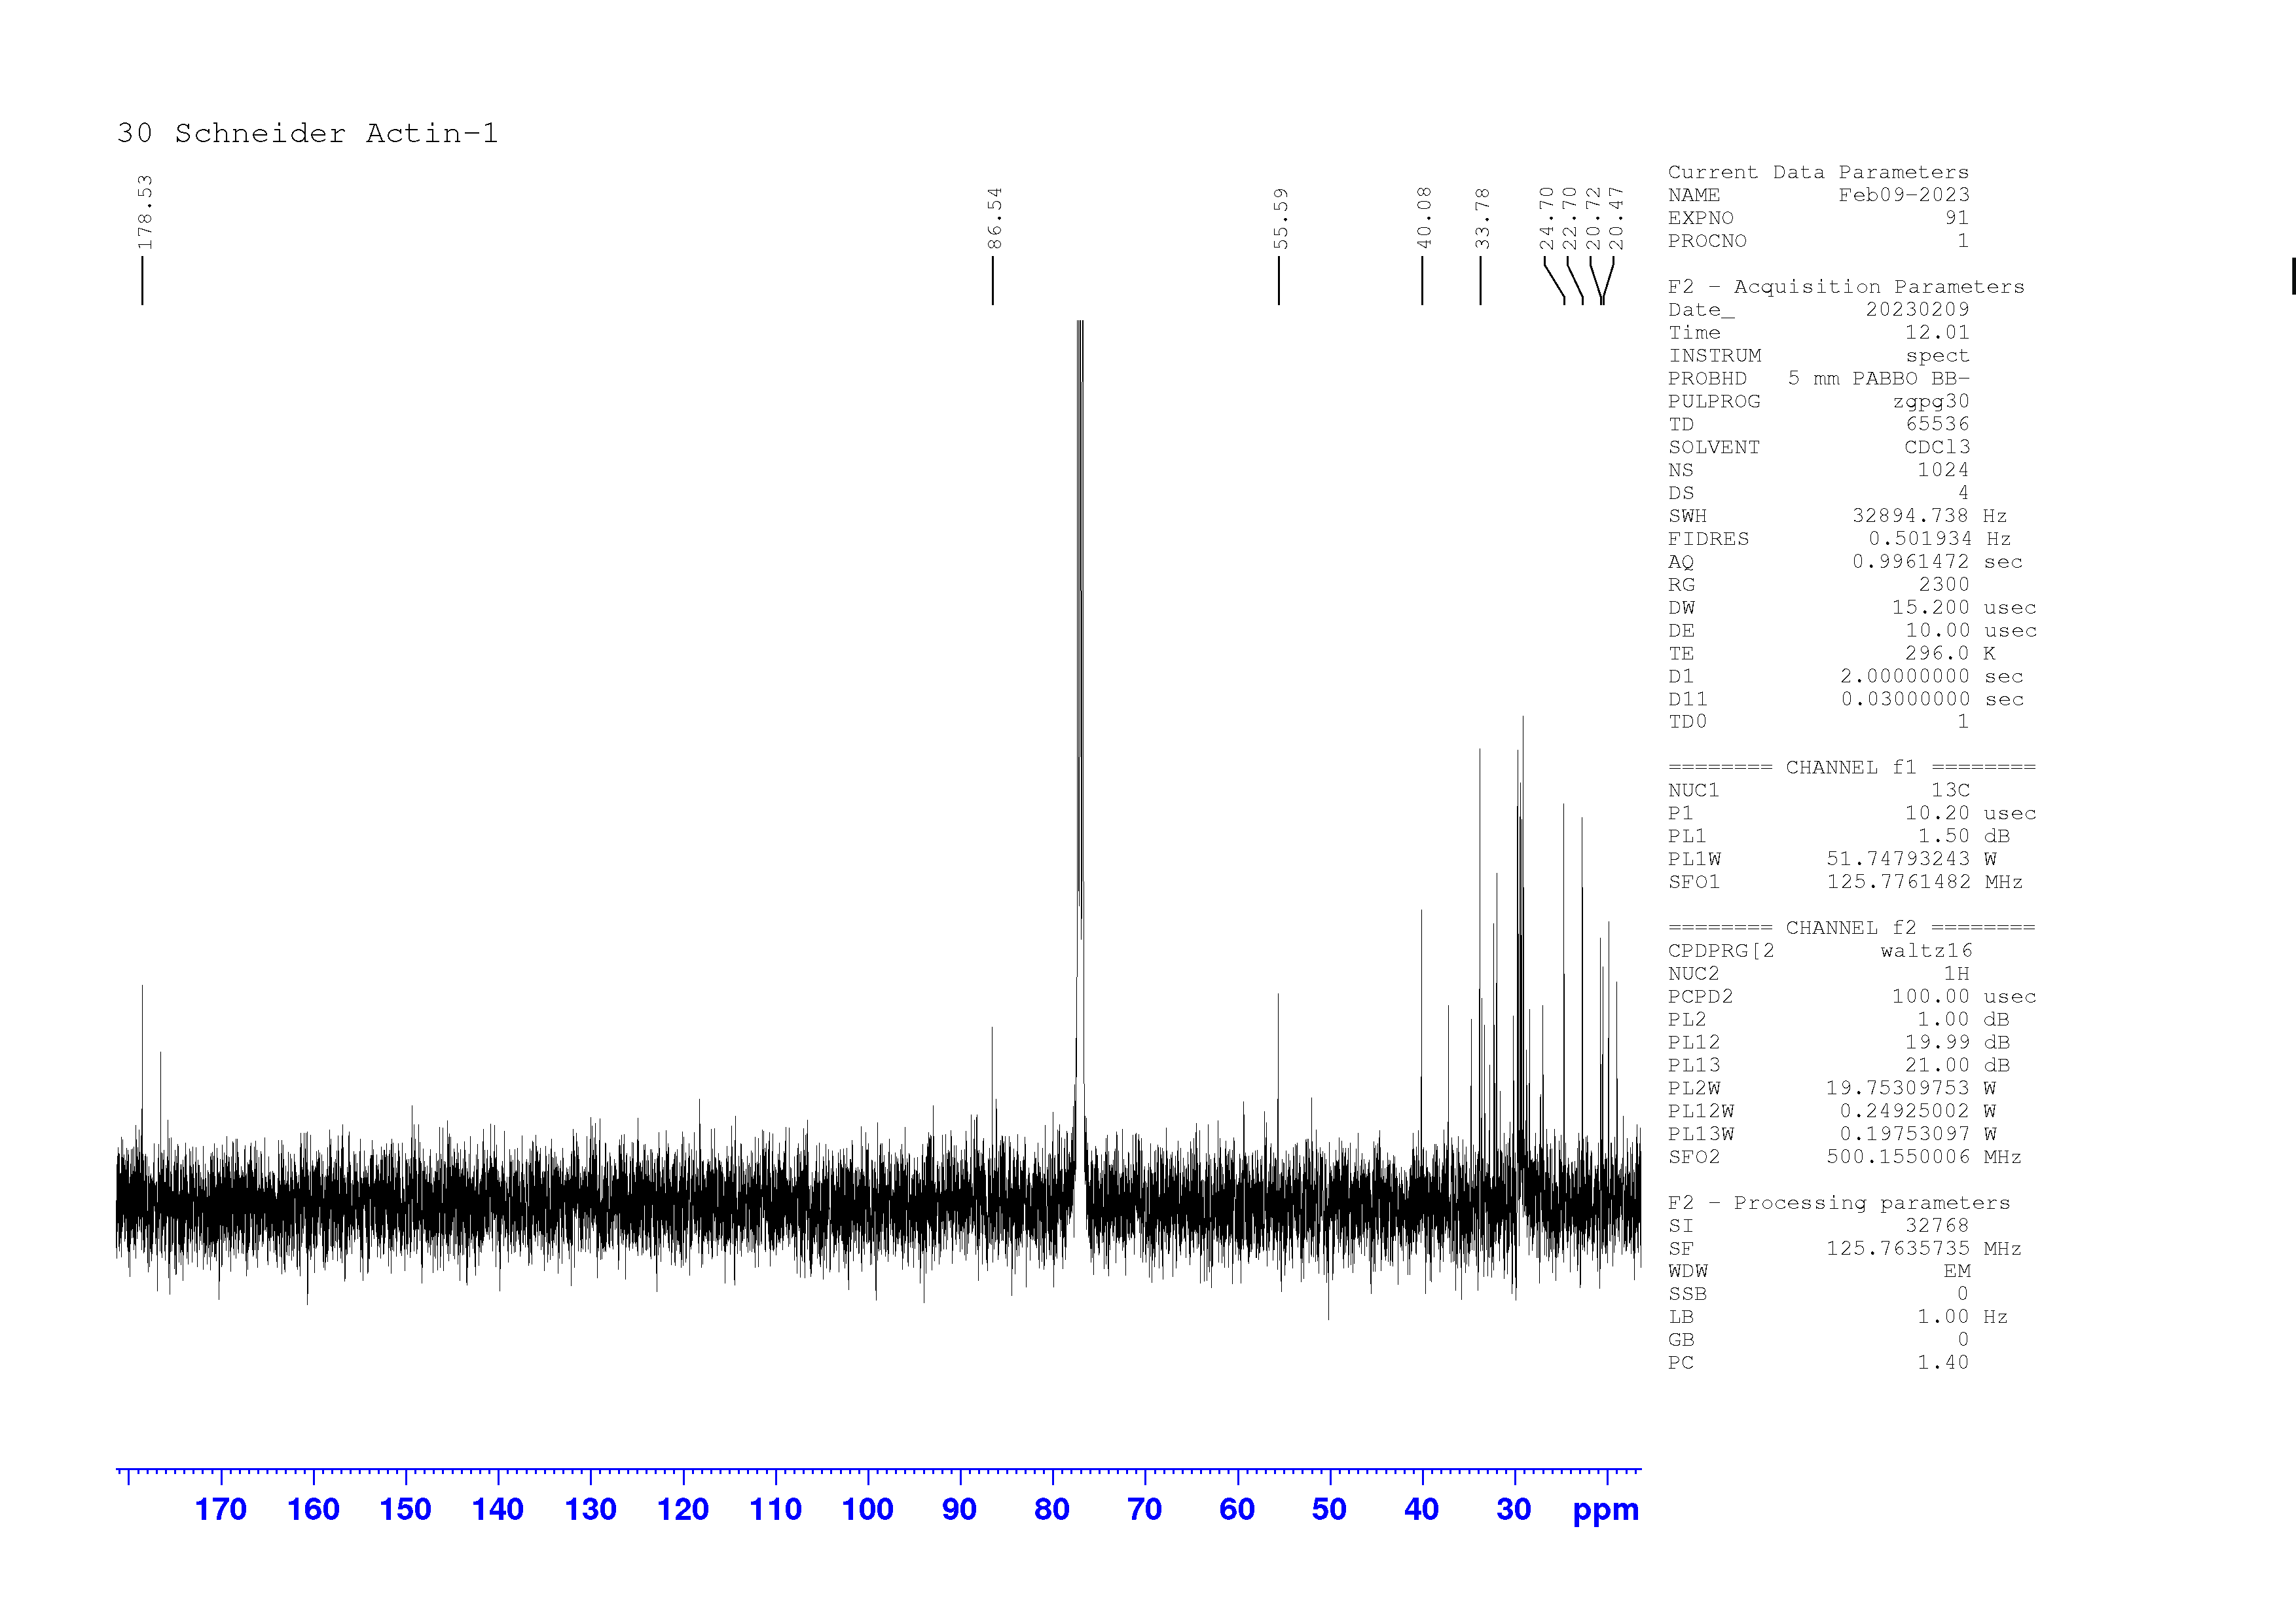 30 Schneider Actin-1
178.53
86.54
55.59
40.08
33.78
24.70
22.70
20.72
20.47
Current Data Parameters
NAME Feb09-2023
EXPNO 91
PROCNO 1
F2 - Acquisition Parameters
Date_ 20230209
Time 12.01
INSTRUM spect
PROBHD 5 mm PABBO BB-
PULPROG zgpg30
TD 65536
SOLVENT CDCl3
NS 1024
DS 4
SWH 32894.738 Hz
FIDRES 0.501934 Hz
AQ 0.9961472 sec
RG 2300
DW 15.200 usec
DE 10.00 usec
TE 296.0 K
D1 2.00000000 sec
D11 0.03000000 sec
TD0 1
======== CHANNEL f1 ========
NUC1 13C
P1 10.20 usec
PL1 1.50 dB
PL1W 51.74793243 W
SFO1 125.7761482 MHz
======== CHANNEL f2 ========
CPDPRG[2 waltz16
NUC2 1H
PCPD2 100.00 usec
PL2 1.00 dB
PL12 19.99 dB
PL13 21.00 dB
PL2W 19.75309753 W
PL12W 0.24925002 W
PL13W 0.19753097 W
SFO2 500.1550006 MHz
F2 - Processing parameters
SI 32768
SF 125.7635735 MHz
WDW EM
SSB 0
LB 1.00 Hz
GB 0
PC 1.40
170 160 150 140 130 120 110 100 90 80 70 60 50 40 30 ppm